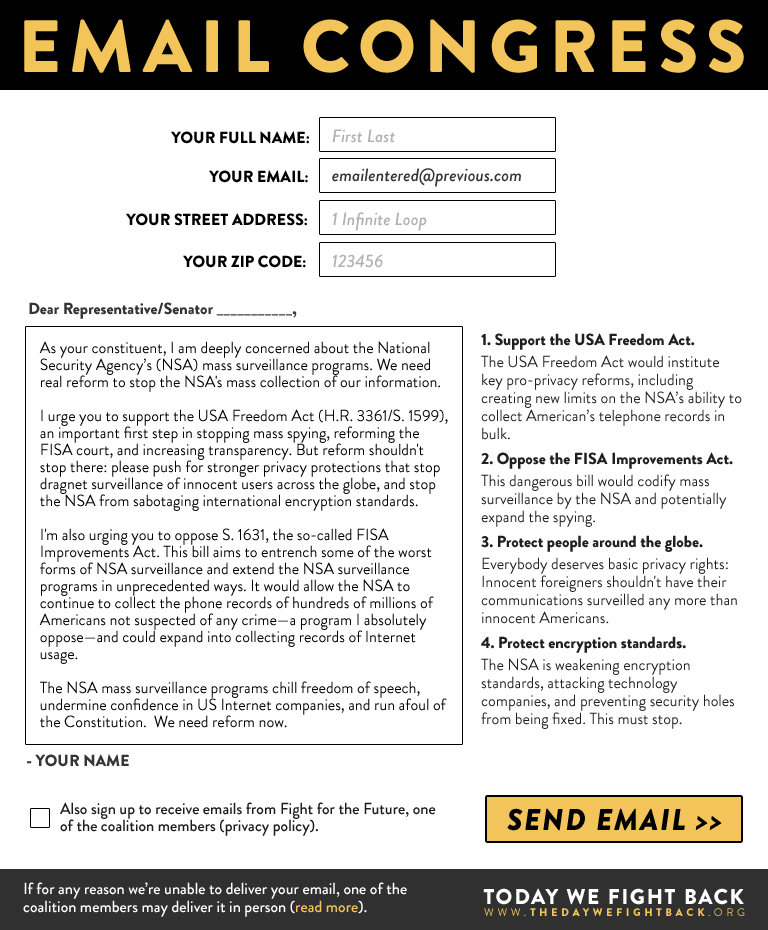 EMAIL CONGRESS
YOUR FULL NAME: First Last
YOUR EMAIL: emailentered@previous.com
YOUR STREET ADDRESS: 1 Infinite Loop
YOUR ZIP CODE: 123456
Dear Representative/Senator ___________,
As your constituent, I am deeply concerned about the National
Security Agency's (NSA) mass surveillance programs. We need
real reform to stop the NSA's mass collection of our information.
I urge you to support the USA Freedom Act (H.R. 3361/S. 1599),
an important first step in stopping mass spying, reforming the
FISA court, and increasing transparency. But reform shouldn't
stop there: please push for stronger privacy protections that stop
dragnet surveillance of innocent users across the globe, and stop
the NSA from sabotaging international encryption standards.
I'm also urging you to oppose S. 1631, the so-called FISA
Improvements Act. This bill aims to entrench some of the worst
forms of NSA surveillance and extend the NSA surveillance
programs in unprecedented ways. It would allow the NSA to
continue to collect the phone records of hundreds of millions of
Americans not suspected of any crime—a program I absolutely
oppose—and could expand into collecting records of Internet
usage.
The NSA mass surveillance programs chill freedom of speech,
undermine confidence in US Internet companies, and run afoul of
the Constitution.  We need reform now.
- YOUR NAME
1. Support the USA Freedom Act.
The USA Freedom Act would institute
key pro-privacy reforms, including
creating new limits on the NSA's ability to
collect American's telephone records in
bulk.
2. Oppose the FISA Improvements Act.
This dangerous bill would codify mass
surveillance by the NSA and potentially
expand the spying.
3. Protect people around the globe.
Everybody deserves basic privacy rights:
Innocent foreigners shouldn't have their
communications surveilled any more than
innocent Americans.
4. Protect encryption standards.
The NSA is weakening encryption
standards, attacking technology
companies, and preventing security holes
from being fixed. This must stop.
Also sign up to receive emails from Fight for the Future, one
of the coalition members (privacy policy).
SEND EMAIL >>
If for any reason we're unable to deliver your email, one of the
coalition members may deliver it in person (read more).
TODAY WE FIGHT BACK
WWW.THEDAYWEFIGHTBACK.ORG